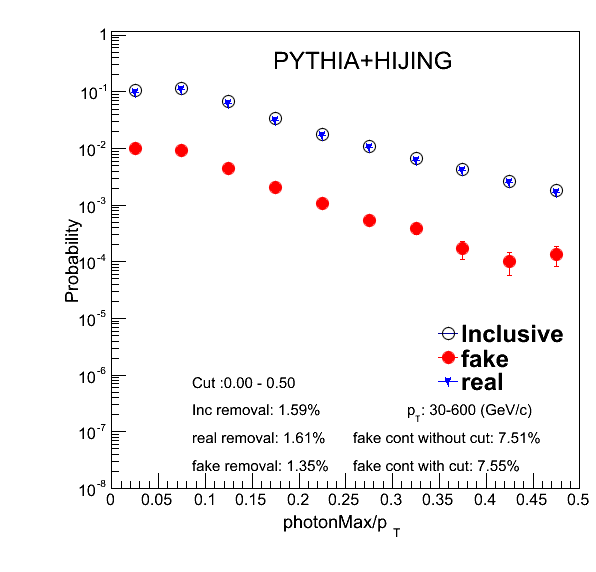 PYTHIA+HIJING
1
10-1
10-2
10-3
10-4
10-5
10-6
10-7
10-8
Probability
Inclusive
fake
real
Cut :0.00 - 0.50
Inc removal: 1.59%
pT: 30-600 (GeV/c)
real removal: 1.61%
fake cont without cut: 7.51%
fake removal: 1.35%
fake cont with cut: 7.55%
0 0.05 0.1 0.15 0.2 0.25 0.3 0.35 0.4 0.45 0.5
photonMax/p T